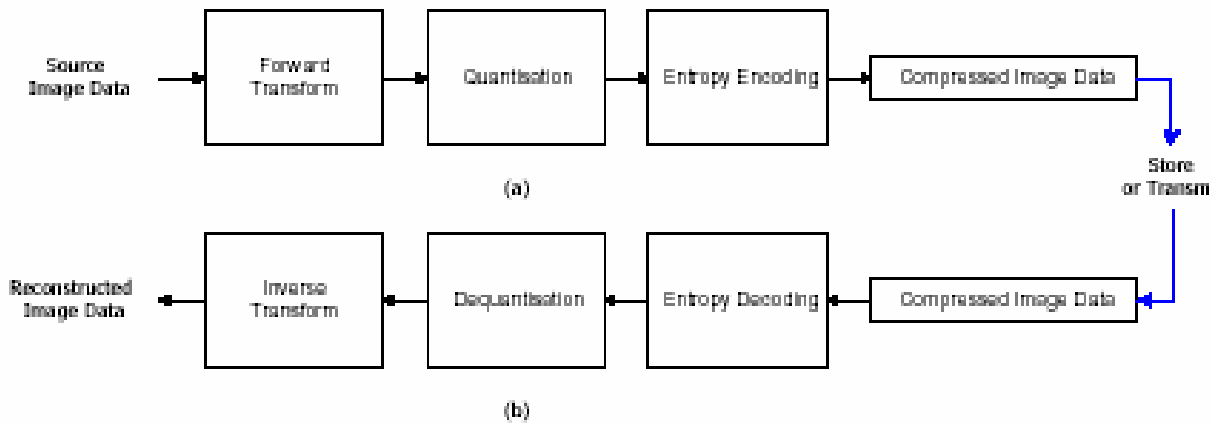 Source
Image Data
Forward
Transform
Quantisation
Entropy Encoding
Compressed Image Data
(a)
Store
or Transm
Reconstructed
Image Data
Inverse
Transform
Dequantisation
Entropy Decoding
Compressed Image Data
(b)